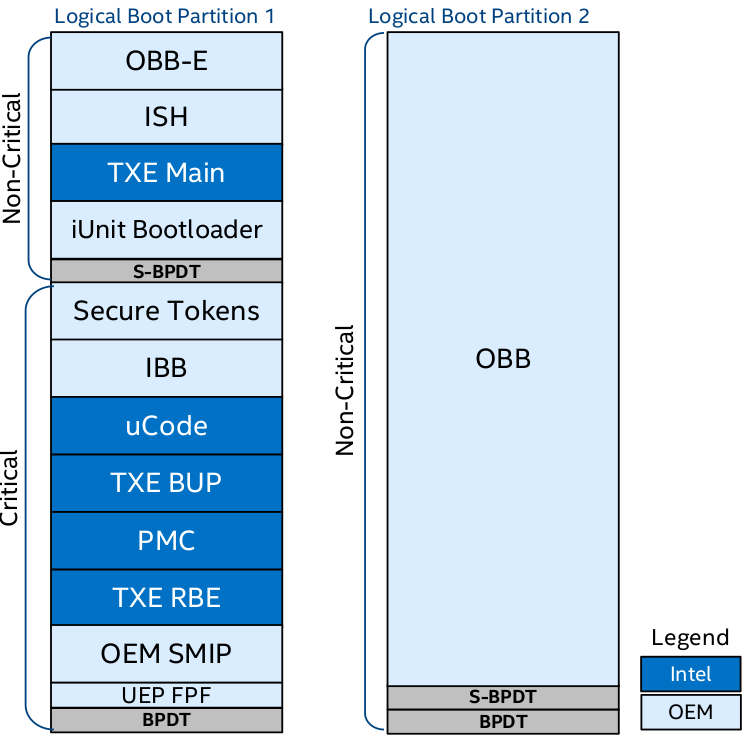 Logical Boot Partition 1
Non-Critical
OBB-E
ISH
TXE Main
iUnit Bootloader
S-BPDT
Critical
Secure Tokens
IBB
uCode
TXE BUP
PMC
TXE RBE
OEM SMIP
UEP FPF
BPDT
Logical Boot Partition 2
Non-Critical
OBB
S-BPDT
BPDT
Legend
Intel
OEM